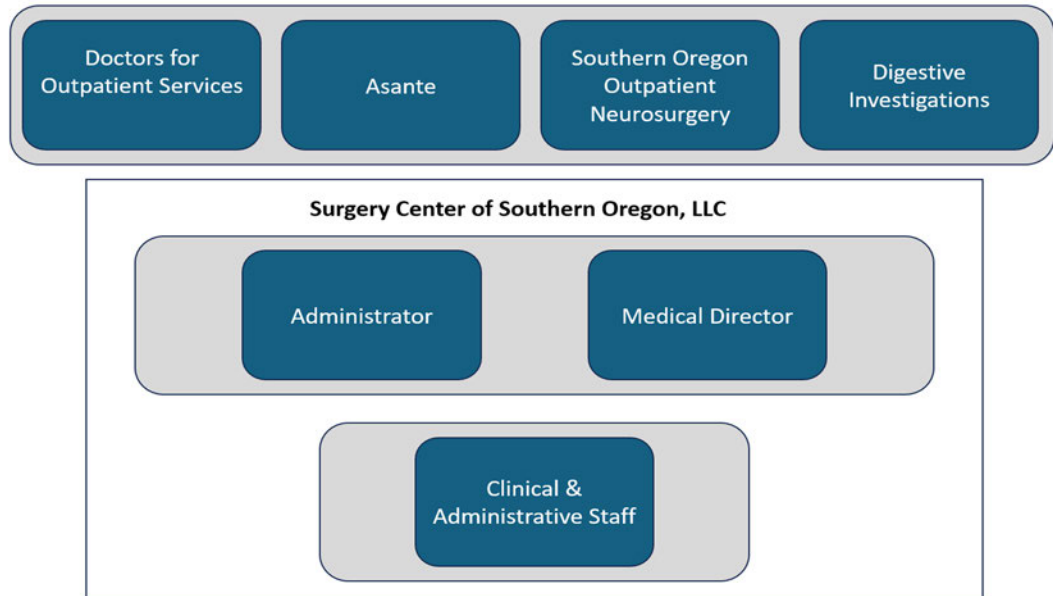 Doctors for
Outpatient Services
Asante
Southern Oregon
Outpatient
Neurosurgery
Digestive
Investigations
Surgery Center of Southern Oregon, LLC
Administrator
Medical Director
Clinical &
Administrative Staff